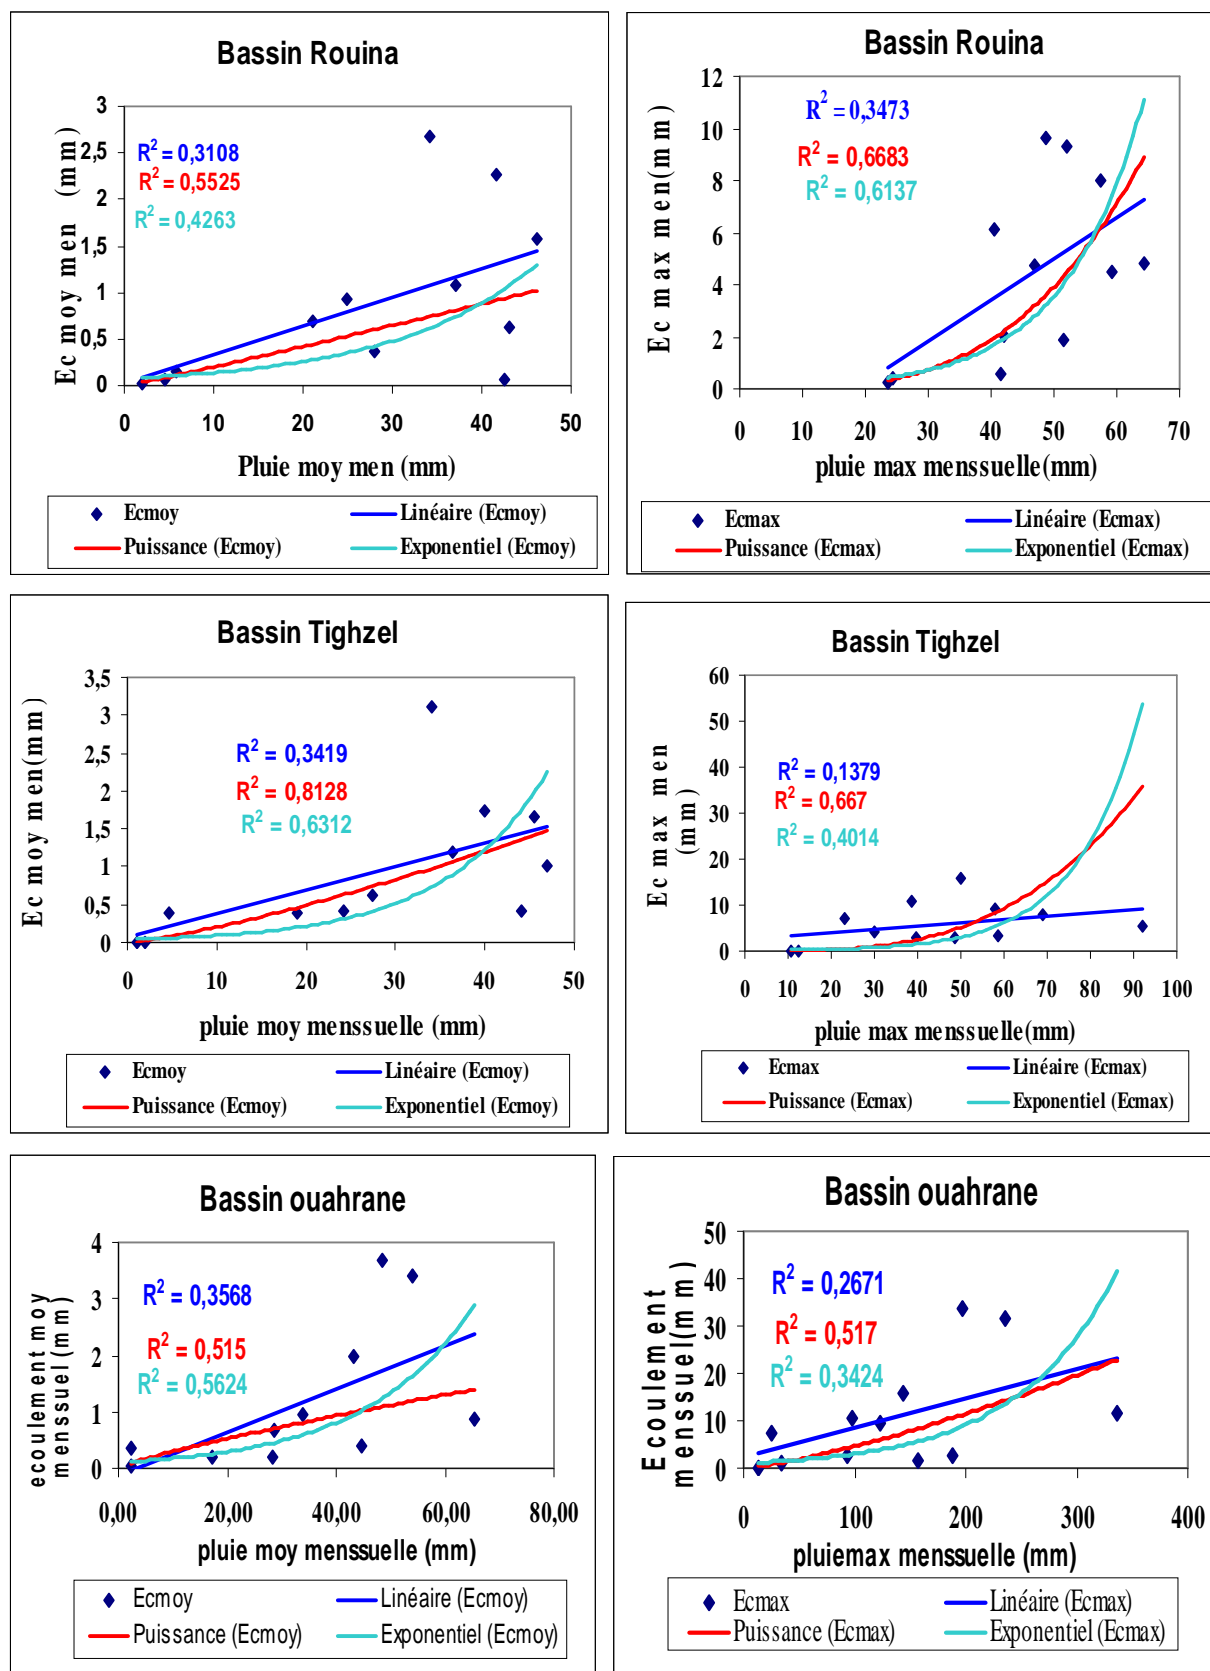 Bassin Rouina
Ec moy men (mm)
3
2,5
2
1,5
1
0,5
0
R² = 0,3108
R² = 0,5525
R² = 0,4263
0 10 20 30 40 50
Pluie moy men (mm)
Ecmoy Linéaire (Ecmoy)
Puissance (Ecmoy) Exponentiel (Ecmoy)
Bassin Rouina
Ec max men(mm)
12
10
8
6
4
2
0
R² = 0,3473
R² = 0,6683
R² = 0,6137
0 10 20 30 40 50 60 70
pluie max menssuelle(mm)
Ecmax Linéaire (Ecmax)
Puissance (Ecmax) Exponentiel (Ecmax)
Bassin Tighzel
Ec moy men(mm)
3,5
3
2,5
2
1,5
1
0,5
0
R² = 0,3419
R² = 0,8128
R² = 0,6312
0 10 20 30 40 50
pluie moy menssuelle (mm)
Ecmoy Linéaire (Ecmoy)
Puissance (Ecmoy) Exponentiel (Ecmoy)
Bassin Tighzel
Ec max men
(mm)
60
50
40
30
20
10
0
R² = 0,1379
R² = 0,667
R² = 0,4014
0 10 20 30 40 50 60 70 80 90 100
pluie max menssuelle(mm)
Ecmax Linéaire (Ecmax)
Puissance (Ecmax) Exponentiel (Ecmax)
Bassin ouahrane
ecoulement moy
menssuel (mm)
4
3
2
1
0
R² = 0,3568
R² = 0,515
R² = 0,5624
0,00 20,00 40,00 60,00 80,00
pluie moy menssuelle (mm)
Ecmoy Linéaire (Ecmoy)
Puissance (Ecmoy) Exponentiel (Ecmoy)
Bassin ouahrane
Ecoulement
menssuel(mm)
50
40
30
20
10
0
R² = 0,2671
R² = 0,517
R² = 0,3424
0 100 200 300 400
pluiemax menssuelle (mm)
Ecmax Linéaire (Ecmax)
Puissance (Ecmax) Exponentiel (Ecmax)